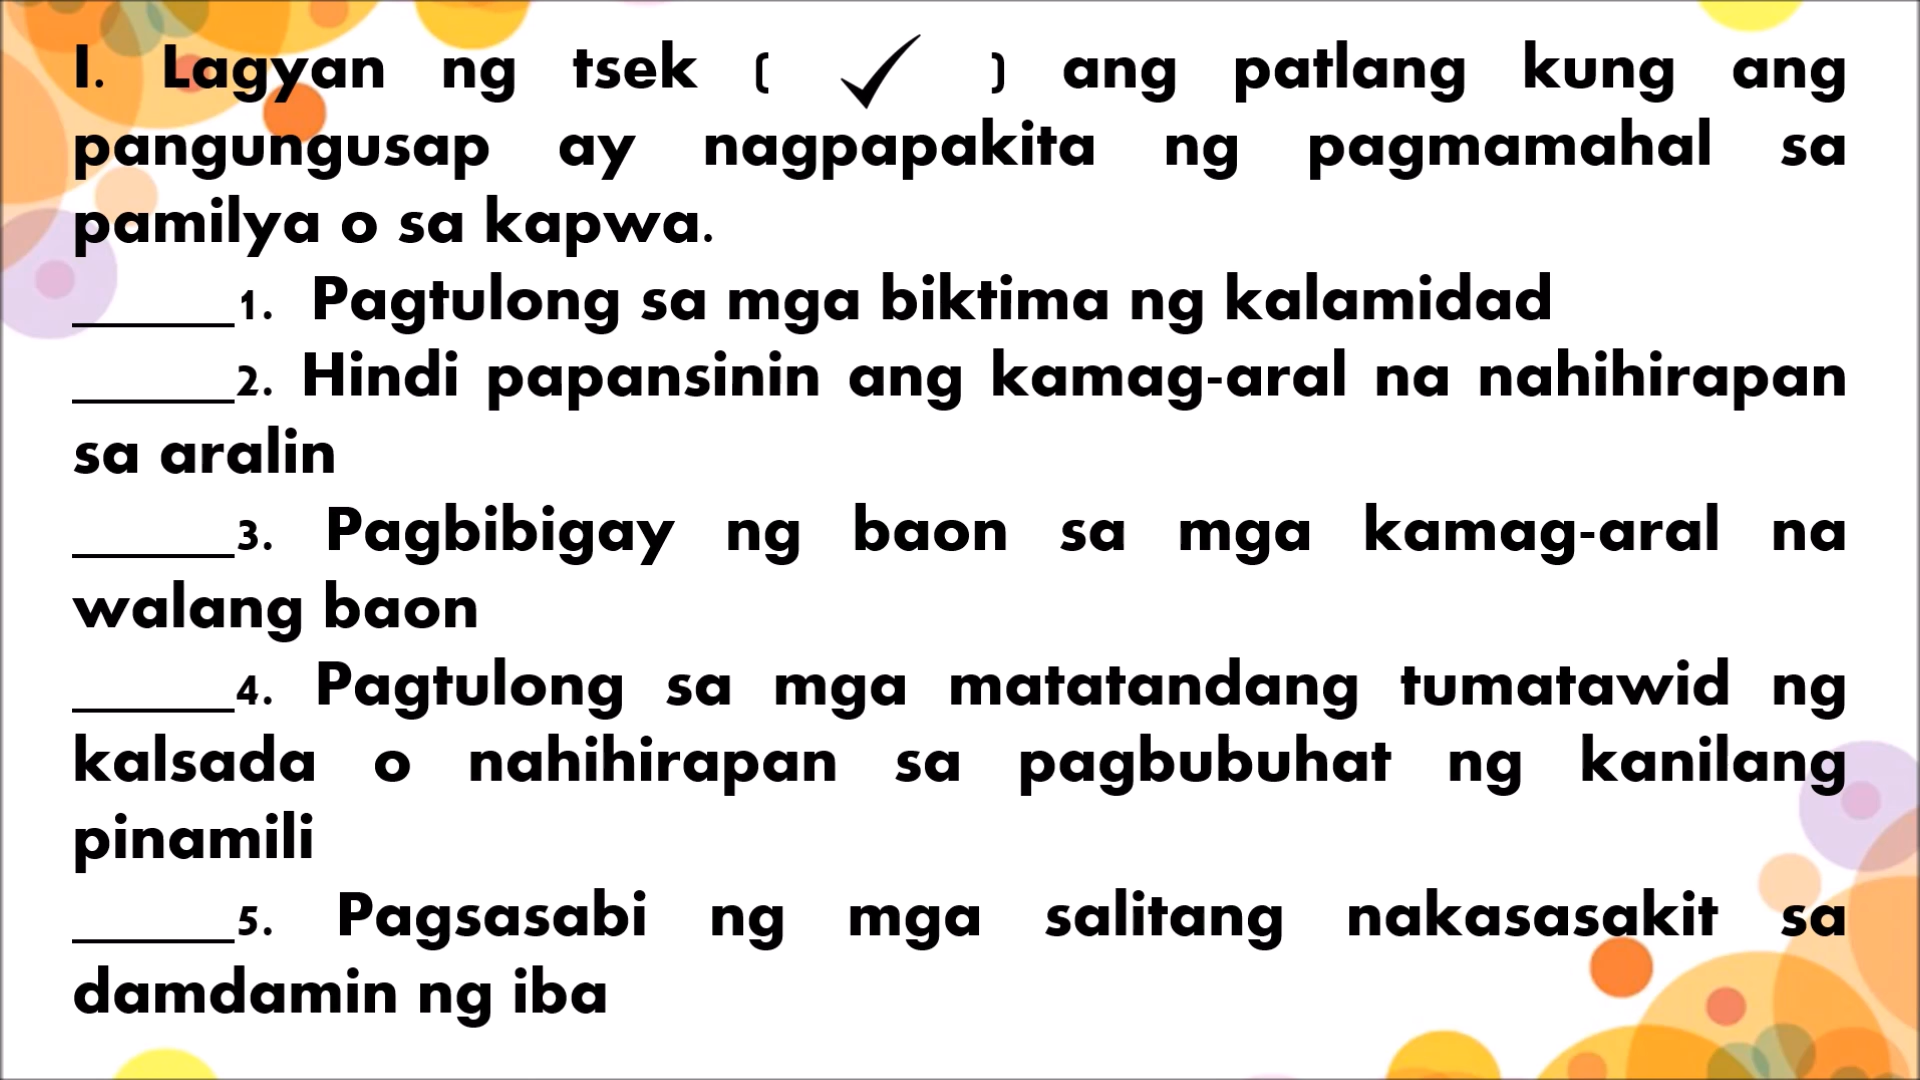 I. Lagyan ng tsek ( ✓ ) ang patlang kung ang
pangungusap ay nagpapakita ng pagmamahal sa
pamilya o sa kapwa.
______1. Pagtulong sa mga biktima ng kalamidad
______2. Hindi papansinin ang kamag-aral na nahihirapan
sa aralin
______3. Pagbibigay ng baon sa mga kamag-aral na
walang baon
______4. Pagtulong sa mga matatandang tumatawid ng
kalsada o nahihirapan sa pagbubuhat ng kanilang
pinamili
______5. Pagsasabi ng mga salitang nakasasakit sa
damdamin ng iba